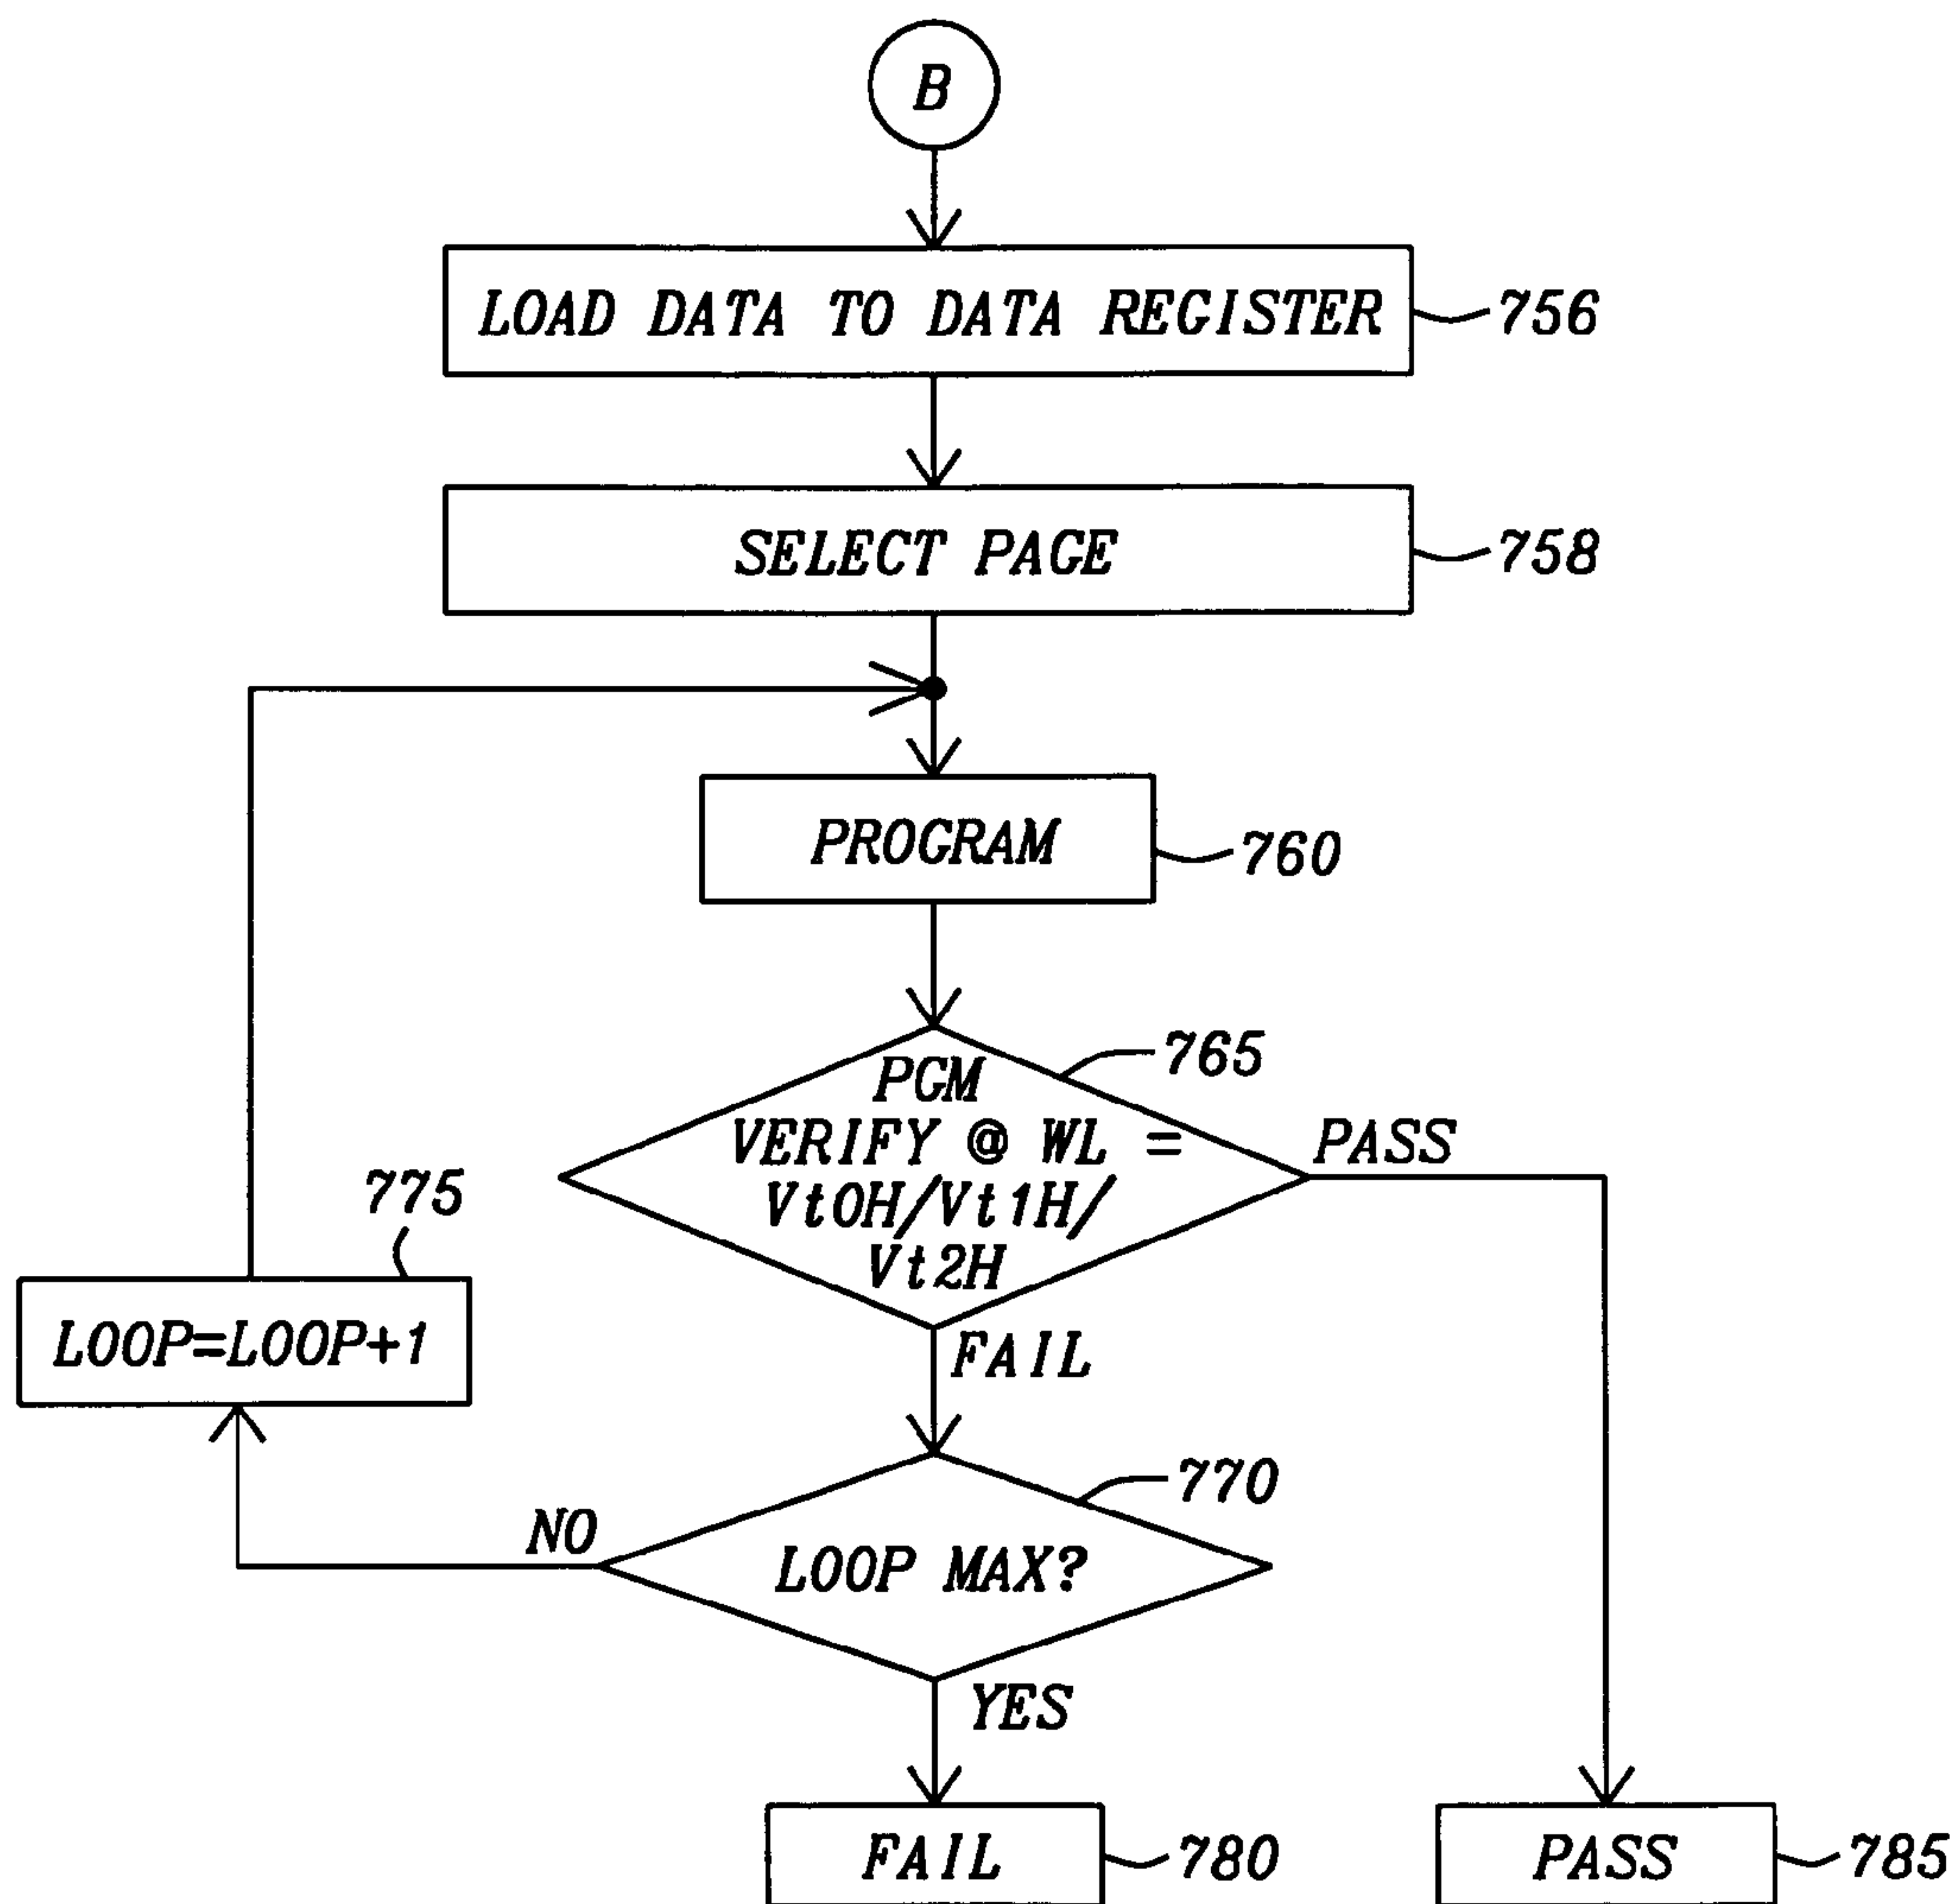 B
LOAD DATA TO DATA REGISTER
756
SELECT PAGE
758
PROGRAM
760
765
PGM
VERIFY @ WL =
Vt0H/Vt1H/
Vt2H
PASS
775
LOOP=LOOP+1
FAIL
770
NO
LOOP MAX?
YES
FAIL
780
PASS
785